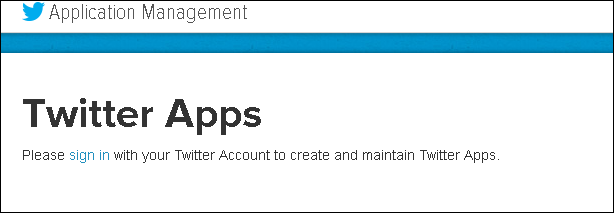 Application Management
Twitter Apps
Please sign in with your Twitter Account to create and maintain Twitter Apps.